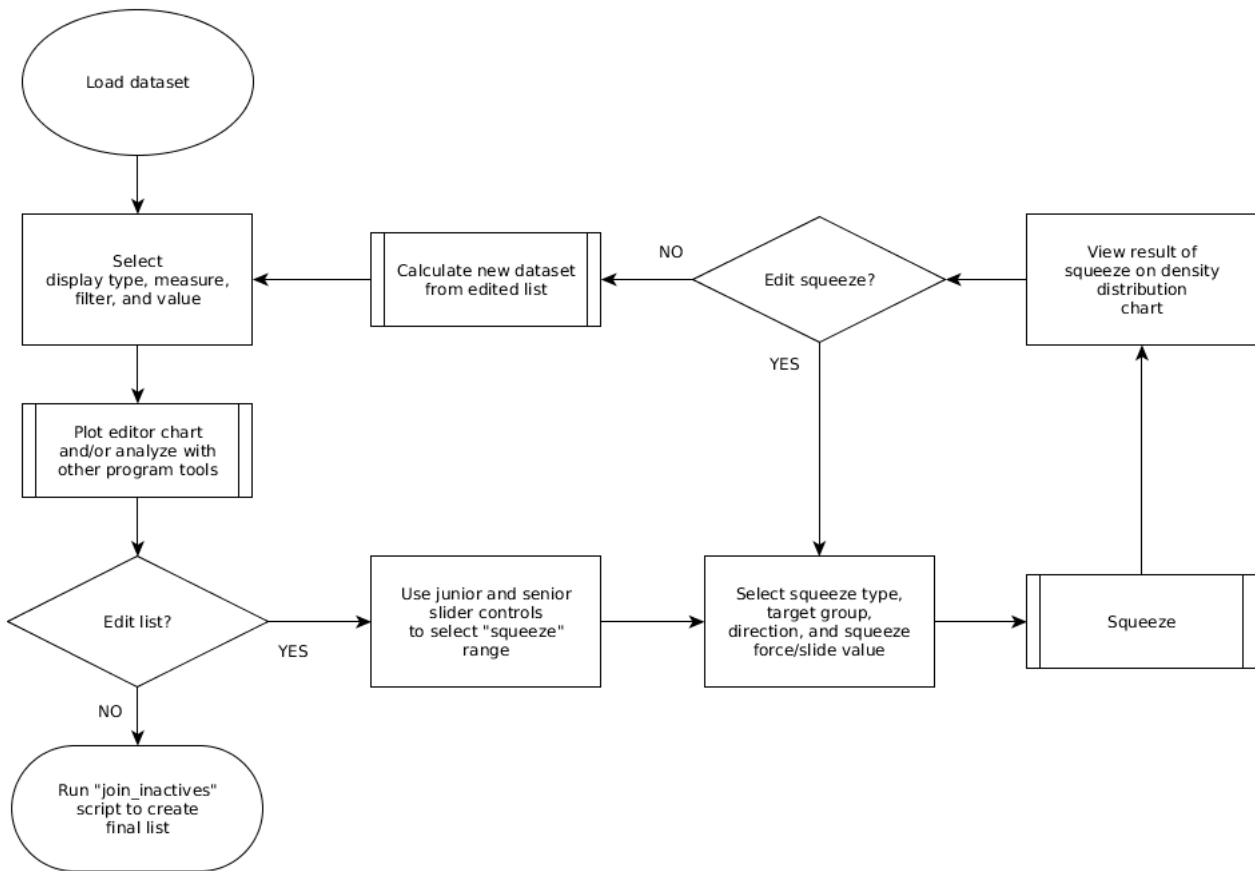 Load dataset
Select
display type, measure,
filter, and value
Calculate new dataset
from edited list
NO
Edit squeeze?
YES
View result of
squeeze on density
distribution
chart
Plot editor chart
and/or analyze with
other program tools
Edit list?
YES
NO
Use junior and senior
slider controls
to select "squeeze"
range
Select squeeze type,
target group,
direction, and squeeze
force/slide value
Squeeze
Run "join_inactives"
script to create
final list